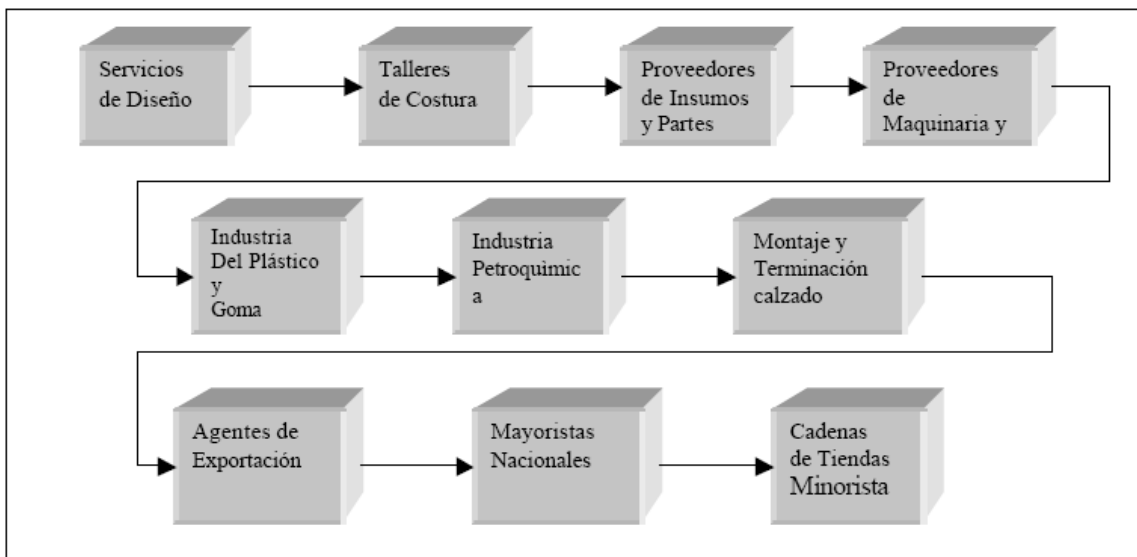 Servicios
de Diseño
Talleres
de Costura
Proveedores
de Insumos
y Partes
Proveedores
de
Maquinaria y
Industria
Del Plástico
y
Goma
Industria
Petroquìmic
a
Montaje y
Terminación
calzado
Agentes de
Exportación
Mayoristas
Nacionales
Cadenas
de Tiendas
Minorista